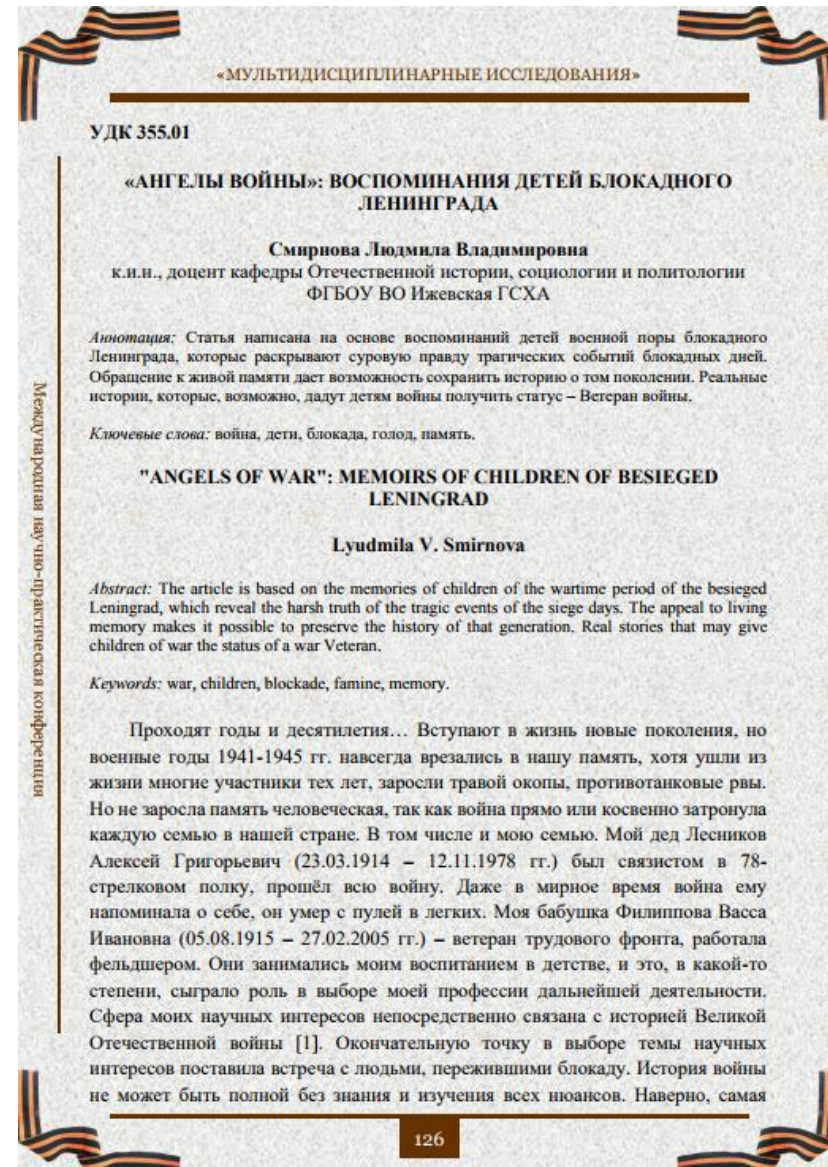 «МУЛЬТИДИСЦИПЛИНАРНЫЕ ИССЛЕДОВАНИЯ»
УДК 355.01
«АНГЕЛЫ ВОЙНЫ»: ВОСПОМИНАНИЯ ДЕТЕЙ БЛОКАДНОГО
ЛЕНИНГРАДА
Смирнова Людмила Владимировна
к.и.н., доцент кафедры Отечественной истории, социологии и политологии
ФГБОУ ВО Ижевская ГСХА
Аннотация: Статья написана на основе воспоминаний детей военной поры блокадного
Ленинграда, которые раскрывают суровую правду трагических событий блокадных дней.
Обращение к живой памяти дает возможность сохранить историю о том поколении. Реальные
истории, которые, возможно, дадут детям войны получить статус – Ветеран войны.
Ключевые слова: война, дети, блокада, голод, память.
"ANGELS OF WAR": MEMOIRS OF CHILDREN OF BESIEGED
LENINGRAD
Lyudmila V. Smirnova
Abstract: The article is based on the memories of children of the wartime period of the besieged
Leningrad, which reveal the harsh truth of the tragic events of the siege days. The appeal to living
memory makes it possible to preserve the history of that generation. Real stories that may give
children of war the status of a war Veteran.
Keywords: war, children, blockade, famine, memory.
Проходят годы и десятилетия… Вступают в жизнь новые поколения, но
военные годы 1941-1945 гг. навсегда врезались в нашу память, хотя ушли из
жизни многие участники тех лет, заросли травой окопы, противотанковые рвы.
Но не заросла память человеческая, так как война прямо или косвенно затронула
каждую семью в нашей стране. В том числе и мою семью. Мой дед Лесников
Алексей Григорьевич (23.03.1914 – 12.11.1978 гг.) был связистом в 78-
стрелковом полку, прошёл всю войну. Даже в мирное время война ему
напоминала о себе, он умер с пулей в легких. Моя бабушка Филиппова Васса
Ивановна (05.08.1915 – 27.02.2005 гг.) – ветеран трудового фронта, работала
фельдшером. Они занимались моим воспитанием в детстве, и это, в какой-то
степени, сыграло роль в выборе моей профессии дальнейшей деятельности.
Сфера моих научных интересов непосредственно связана с историей Великой
Отечественной войны [1]. Окончательную точку в выборе темы научных
интересов поставила встреча с людьми, пережившими блокаду. История войны
не может быть полной без знания и изучения всех нюансов. Наверно, самая
Международная научно-практическая конференция
126